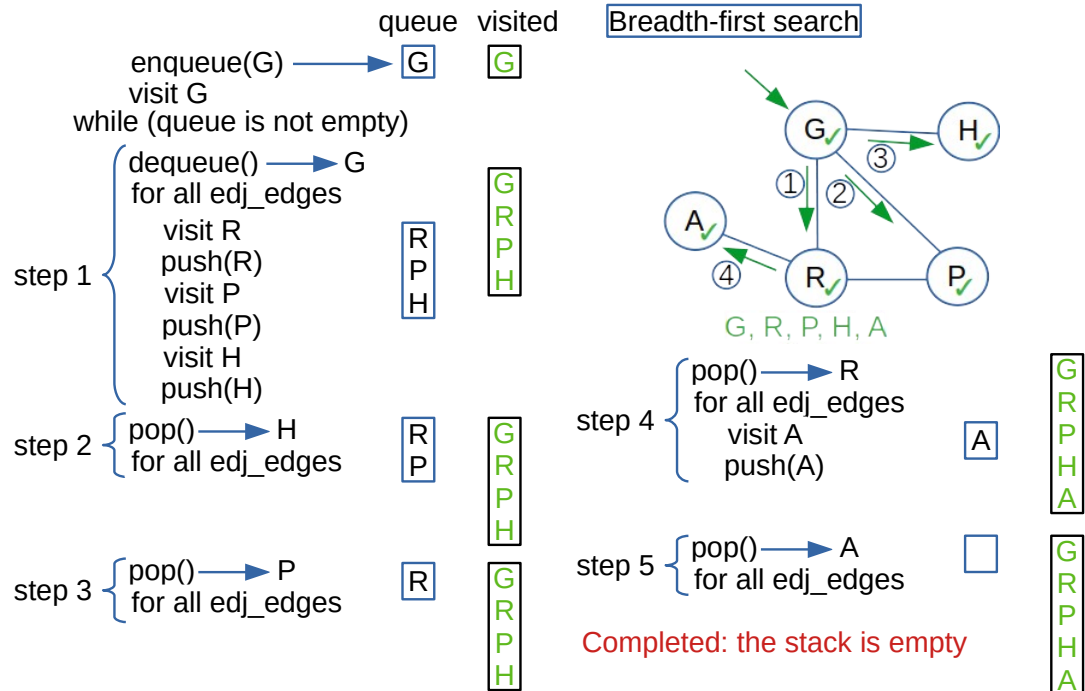 queue visited
Breadth-first search
enqueue(G) G G
visit G
while (queue is not empty)
step 1
dequeue() G
for all edj_edges
visit R
push(R)
visit P
push(P)
visit H
push(H)
R
P
H
G
R
P
H
step 2
pop() H
for all edj_edges
R
P
G
R
P
H
step 3
pop() P
for all edj_edges
R
G
R
P
H
G✓
H✓
③
①
②
A✓
④
R✓
P✓
G, R, P, H, A
step 4
pop() R
for all edj_edges
visit A
push(A)
A
G
R
P
H
A
step 5
pop() A
for all edj_edges
G
R
P
H
A
Completed: the stack is empty